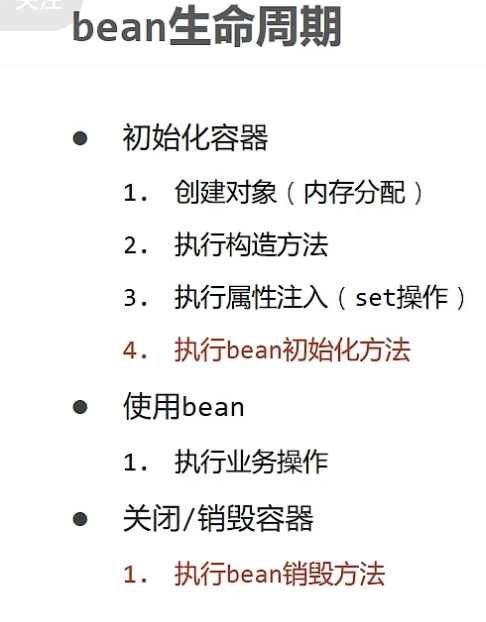 关注
bean生命周期
● 初始化容器
1. 创建对象（内存分配）
2. 执行构造方法
3. 执行属性注入（set操作）
4. 执行bean初始化方法
● 使用bean
1. 执行业务操作
● 关闭/销毁容器
1. 执行bean销毁方法